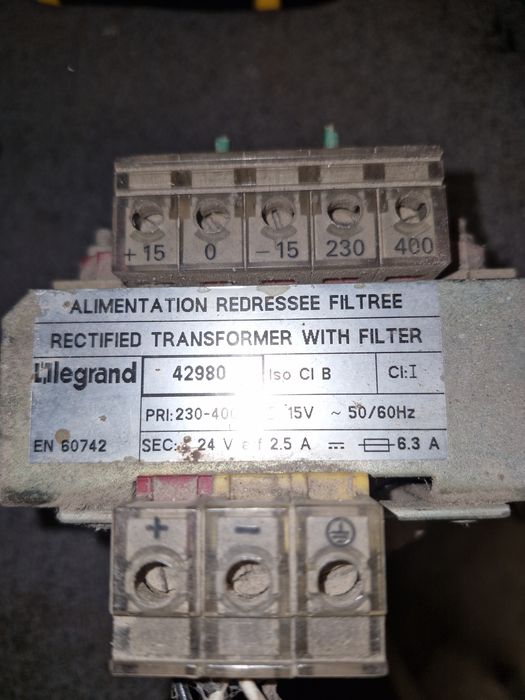 + 15 0 - 15 230 400
ALIMENTATION REDRESSEE FILTREE
RECTIFIED TRANSFORMER WITH FILTER
legrand 42980 Iso Cl B Cl:I
PRI:230-400 15V ~ 50/60Hz
EN 60742 SEC: 24 V 2.5 A 6.3 A
+ -